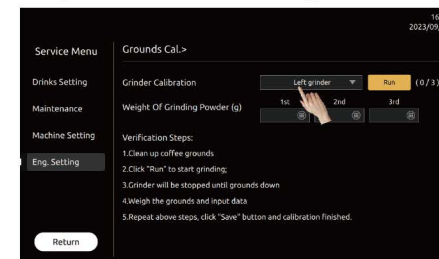 16
2023/09/
Service Menu
Grounds Cal.>
Drinks Setting
Grinder Calibration
Left grinder
Run
(0/3)
Maintenance
Weight Of Grinding Powder (g)
1st
2nd
3rd
Machine Setting
Verification Steps:
1.Clean up coffee grounds
Eng. Setting
2.Click "Run" to start grinding;
3.Grinder will be stopped until grounds down
4.Weigh the grounds and input data
5.Repeat above steps, click "Save" button and calibration finished.
Return